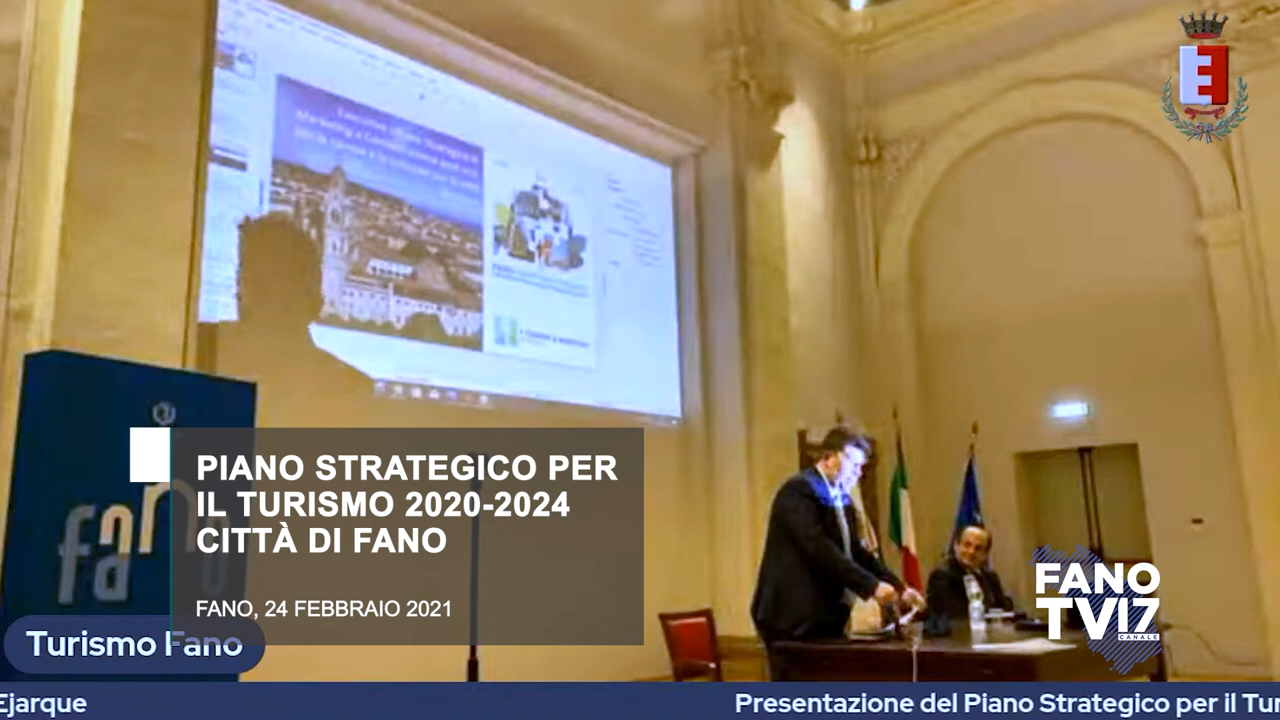 PIANO STRATEGICO PER
IL TURISMO 2020-2024
CITTÀ DI FANO
FANO, 24 FEBBRAIO 2021
fano
Turismo Fano
FANO
TV17
CANALE
Ejarque
Presentazione del Piano Strategico per il Tur